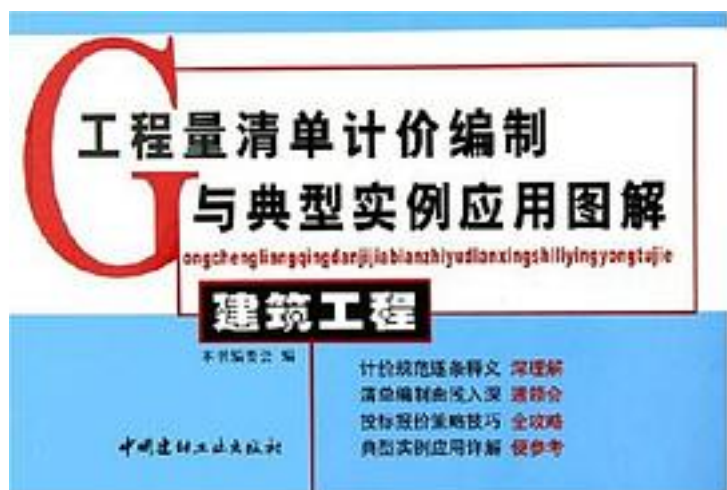 工程量清单计价编制
与典型实例应用图解
Gongchengliangqingdanjijiabianzhiyudianxingshiliyingyongtujie
建筑工程
本书编委会 编
计价规范逐条释义 深理解
清单编制由浅入深 速领会
投标报价策略技巧 全攻略
典型实例应用详解 便参考
中国建材工业出版社